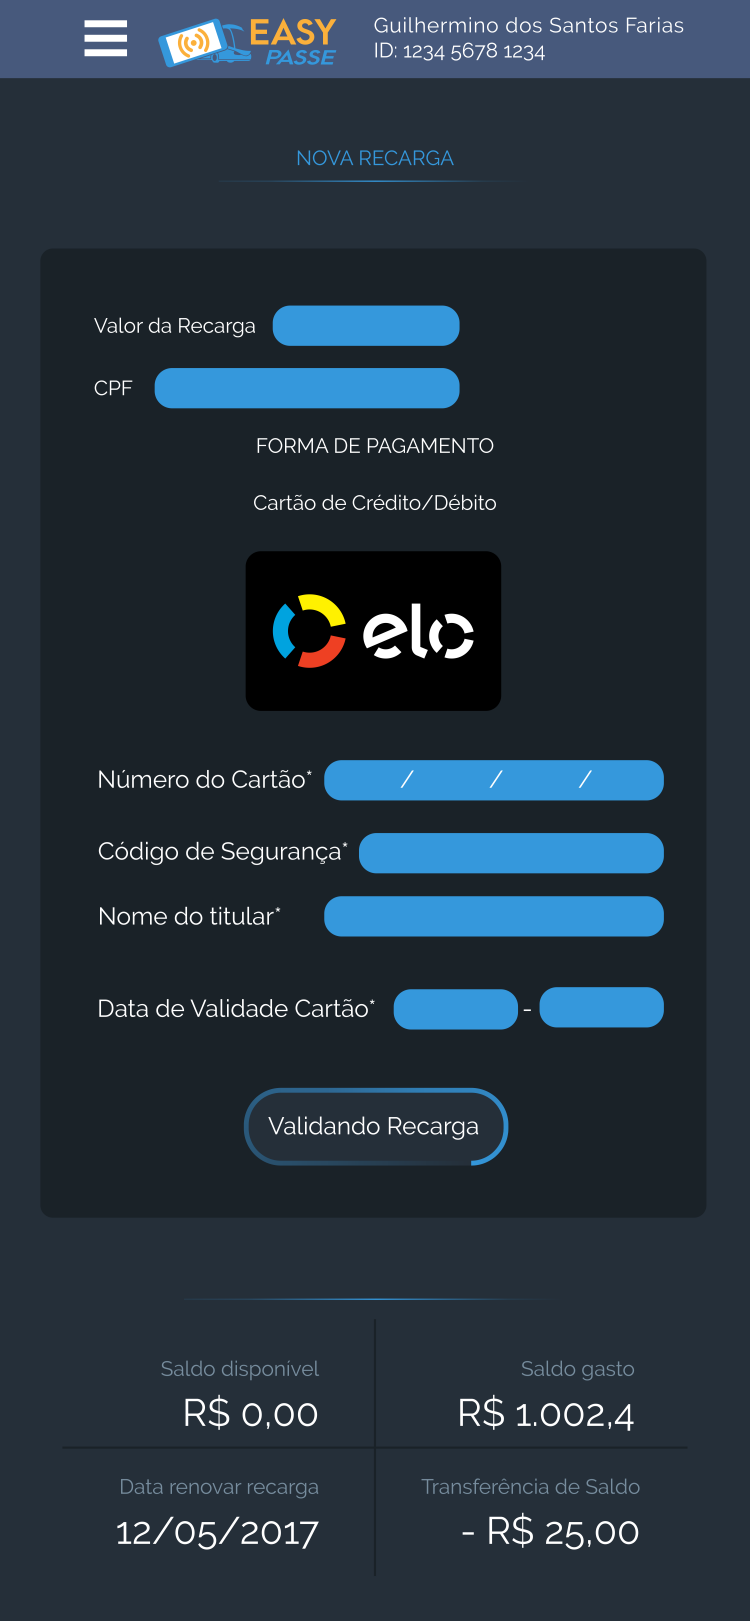 EASY
PASSE
Guilhermino dos Santos Farias
ID: 1234 5678 1234
NOVA RECARGA
Valor da Recarga
CPF
FORMA DE PAGAMENTO
Cartão de Crédito/Débito
elo
Número do Cartão* / / /
Código de Segurança*
Nome do titular*
Data de Validade Cartão* -
Validando Recarga
Saldo disponível
R$ 0,00
Saldo gasto
R$ 1.002,4
Data renovar recarga
12/05/2017
Transferência de Saldo
- R$ 25,00